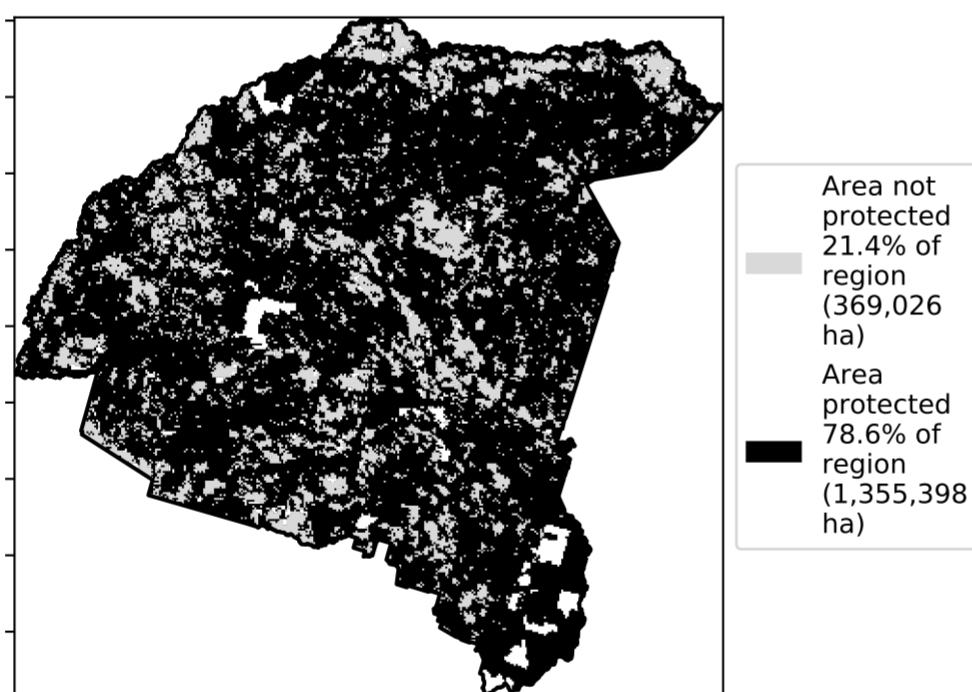 Area not
protected
21.4% of
region
(369,026
ha)
Area
protected
78.6% of
region
(1,355,398
ha)